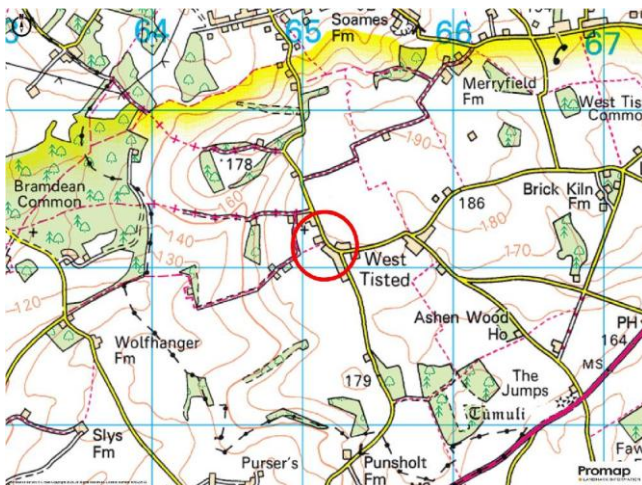 64
65
66
67
Soames
Fm
Merryfield
Fm
West Tis
Common
190
178
160
Bramdean
Common
140
130
120
186
180
170
Brick Kiln
Fm
West
Tisted
Ashen Wood
Ho
PH
164
MS
Wolfhanger
Fm
179
The
Jumps
Tumuli
Slys
Fm
Purser's
Punsholt
Fm
Faw
Promap